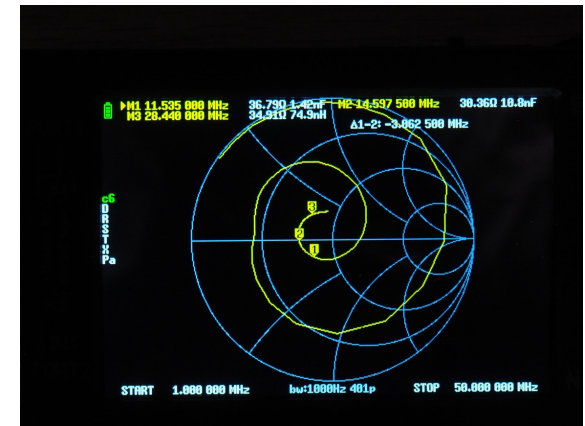 ▶M1 11.535 000 MHz 36.79Ω 1.42nF M2 14.597 500 MHz 30.36Ω 10.8nF
M3 28.440 000 MHz 34.91Ω 74.9nH
Δ1-2: -3.062 500 MHz
c6
D
R
S
T
X
Pa
3
2
1
START 1.000 000 MHz bw:1000Hz 401p STOP 50.000 000 MHz